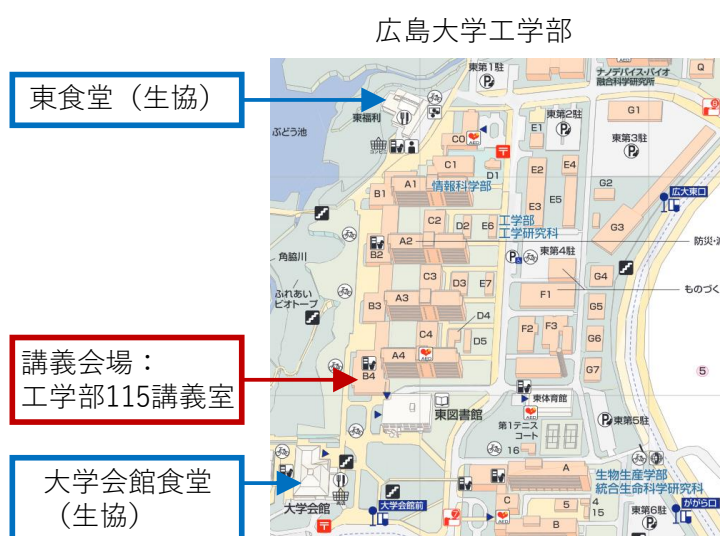 広島大学工学部
東食堂（生協）
講義会場：
工学部115講義室
大学会館食堂
（生協）
東第1駐
P
ナノデバイス・バイオ
融合科学研究所
Q
東福利
ぶどう池
C0
AED
E1
東第2駐
P
G1
東第3駐
P
C1
D1
E2
E4
B1
A1
情報科学部
E3
E5
G2
広大東口
C2
D2
E6
工学部
工学研究科
G3
A2
B2
防災・減
角脇川
P
東第4駐
C3
D3
E7
G4
ものづく
ふれあい
ビオトープ
B3
A3
F1
G5
D4
C4
F2
F3
G6
D5
A4
AED
B4
G7
5
東図書館
東体育館
AED
第1テニス
コート
P
東第5駐
16
A
生物生産学部
統合生命科学研究科
大学会館
大学会館前
C
AED
5
4
15
B
東第6駐
P
ががら口